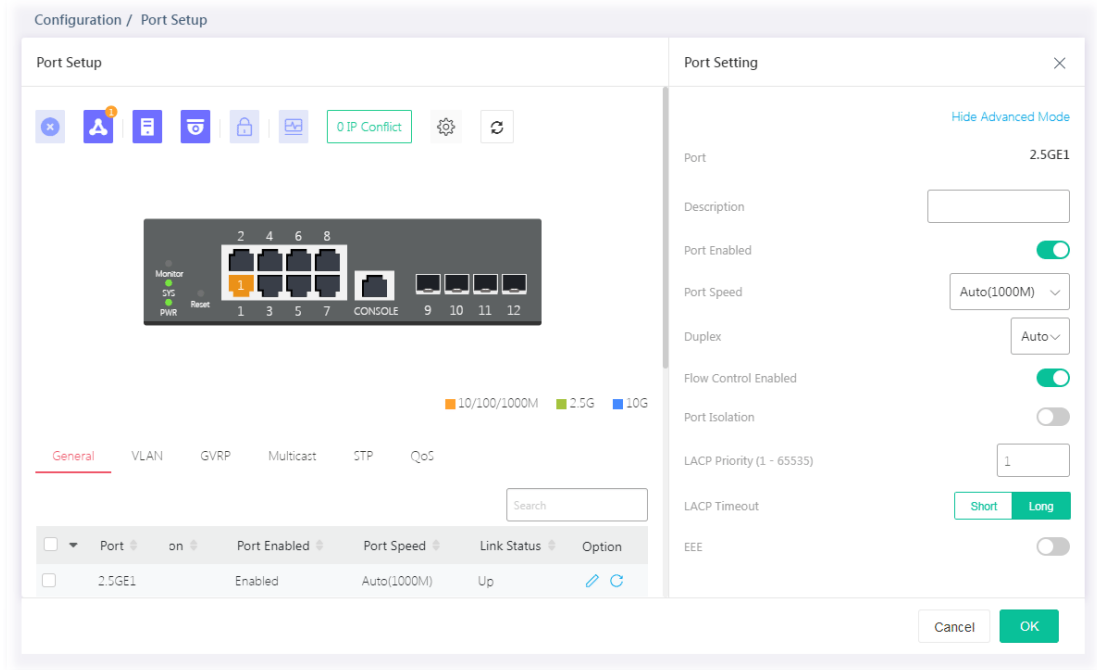 Configuration / Port Setup
Port Setup
1
0 IP Conflict
2 4 6 8
Monitor
SYS
PWR
Reset
1
1 3 5 7 CONSOLE 9 10 11 12
10/100/1000M 2.5G 10G
General VLAN GVRP Multicast STP QoS
Search
Port on Port Enabled Port Speed Link Status Option
2.5GE1 Enabled Auto(1000M) Up
Port Setting
Hide Advanced Mode
Port 2.5GE1
Description
Port Enabled
Port Speed Auto(1000M)
Duplex Auto
Flow Control Enabled
Port Isolation
LACP Priority (1 - 65535) 1
LACP Timeout Short Long
EEE
Cancel OK